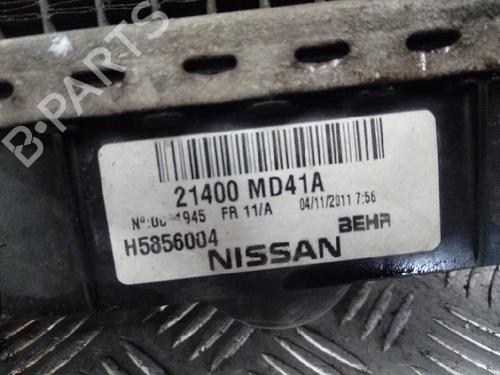 21400 MD41A
FR 11/A 04/11/2011 7:56
H5856004 BEHR
NISSAN
B-PARTS